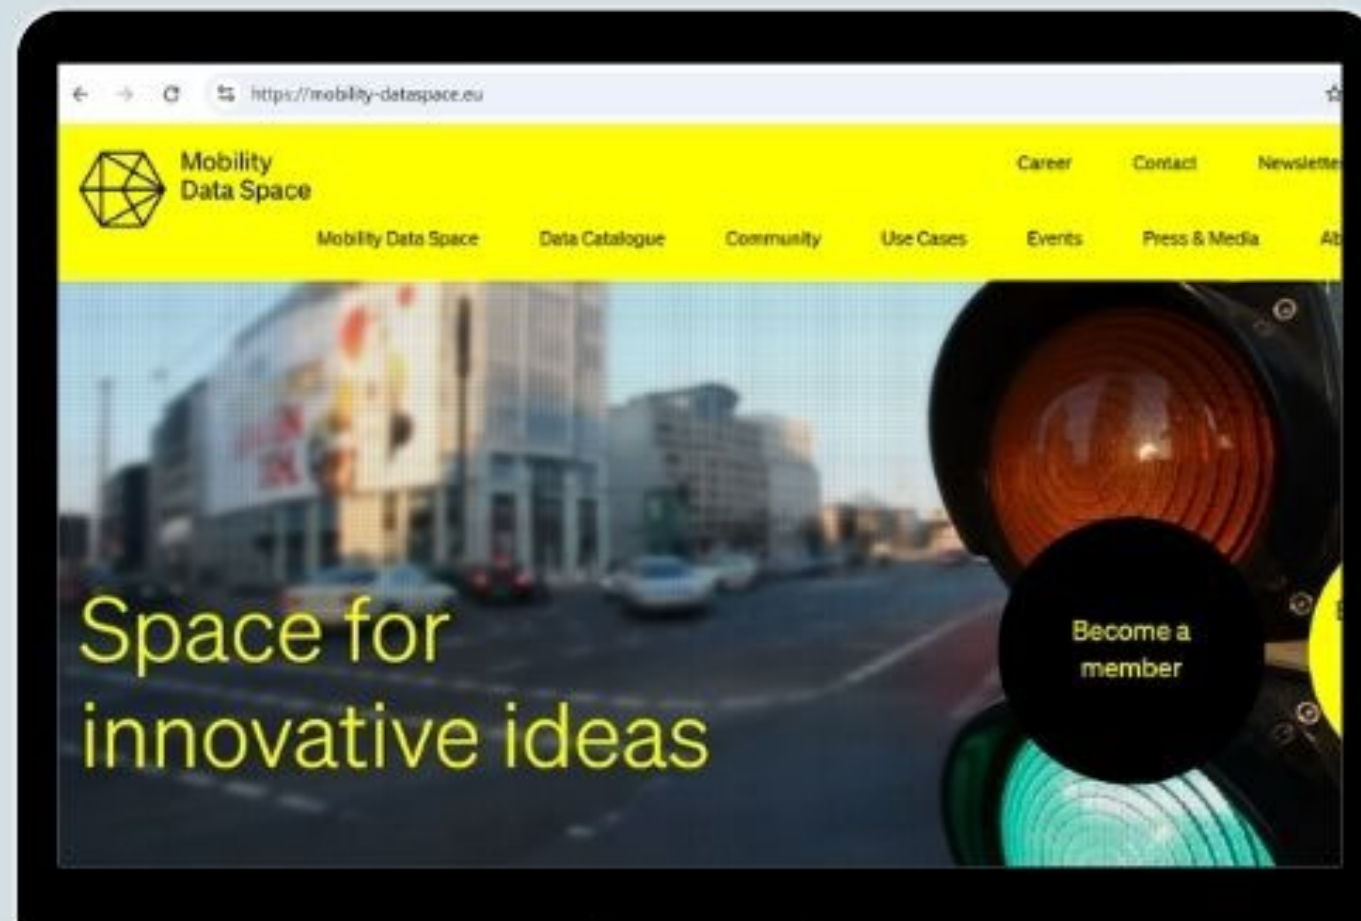 https://mobility-dataspace.eu
Mobility
Data Space
Career Contact Newsletter
Mobility Data Space Data Catalogue Community Use Cases Events Press & Media
Space for
innovative ideas
Become a
member